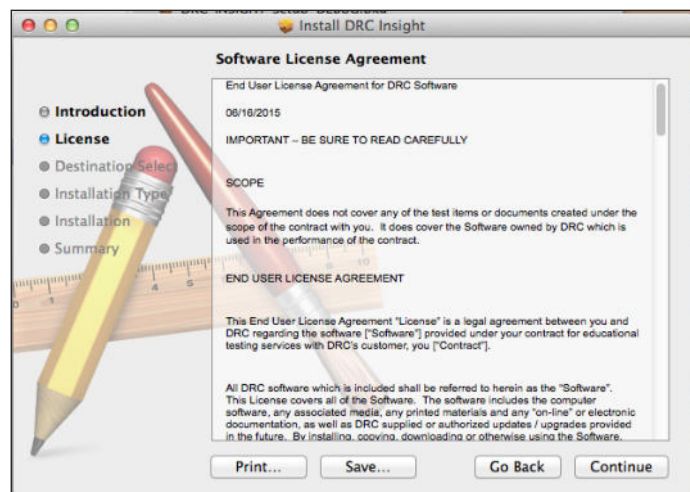 Install DRC Insight
Software License Agreement
Introduction
License
Destination Select
Installation Type
Installation
Summary
End User License Agreement for DRC Software
06/16/2015
IMPORTANT – BE SURE TO READ CAREFULLY
SCOPE
This Agreement does not cover any of the test items or documents created under the
scope of the contract with you.  It does cover the Software owned by DRC which is
used in the performance of the contract.
END USER LICENSE AGREEMENT
This End User License Agreement "License" is a legal agreement between you and
DRC regarding the software ["Software"] provided under your contract for educational
testing services with DRC's customer, you ["Contract"].
All DRC software which is included shall be referred to herein as the "Software".
This License covers all of the Software.  The software includes the computer
software, any associated media, any printed materials and any "on-line" or electronic
documentation, as well as DRC supplied or authorized updates / upgrades provided
in the future.  By installing, copying, downloading or otherwise using the Software,
0 1 4 5 10
Print...
Save...
Go Back
Continue